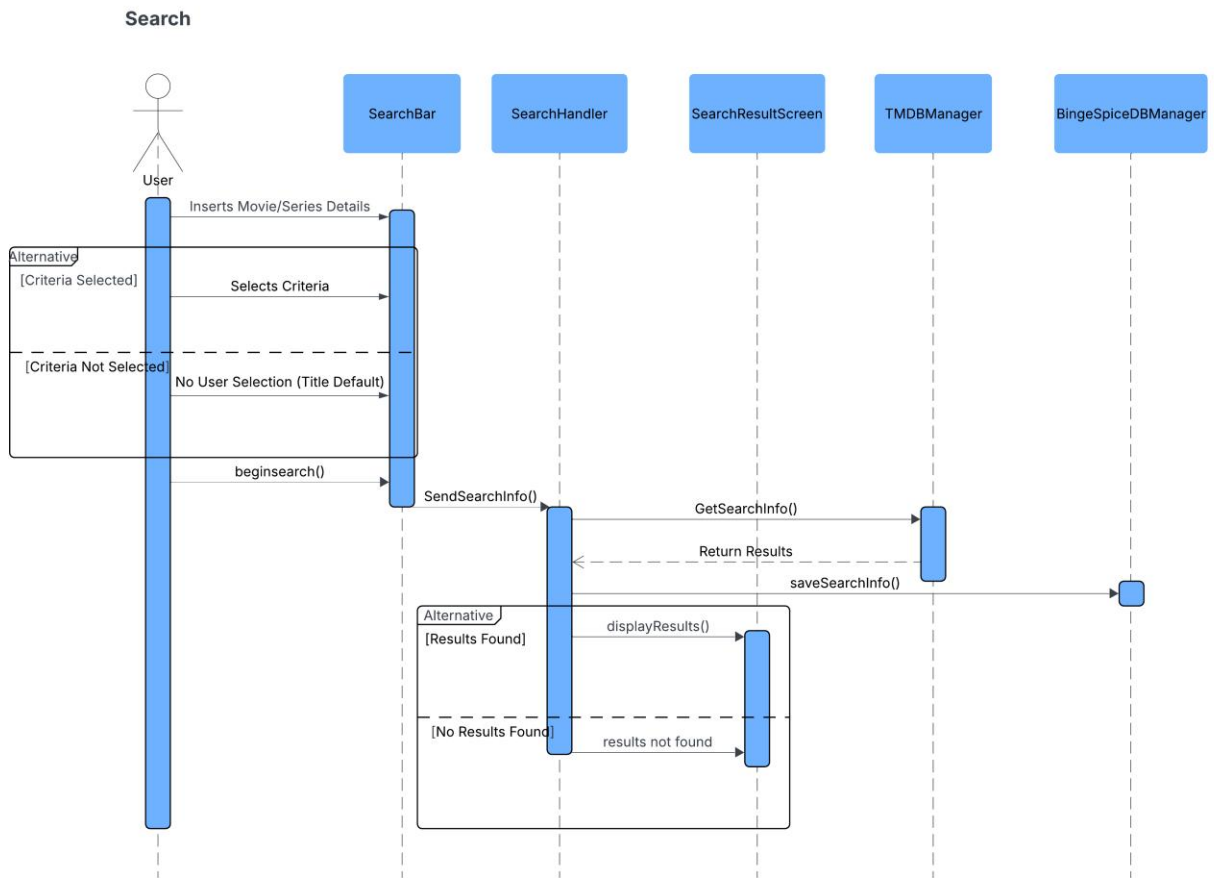 Search
User
SearchBar
SearchHandler
SearchResultScreen
TMDBManager
BingeSpiceDBManager
Inserts Movie/Series Details
Alternative
[Criteria Selected]
Selects Criteria
[Criteria Not Selected]
No User Selection (Title Default)
beginsearch()
SendSearchInfo()
GetSearchInfo()
Return Results
saveSearchInfo()
Alternative
[Results Found]
displayResults()
[No Results Found]
results not found